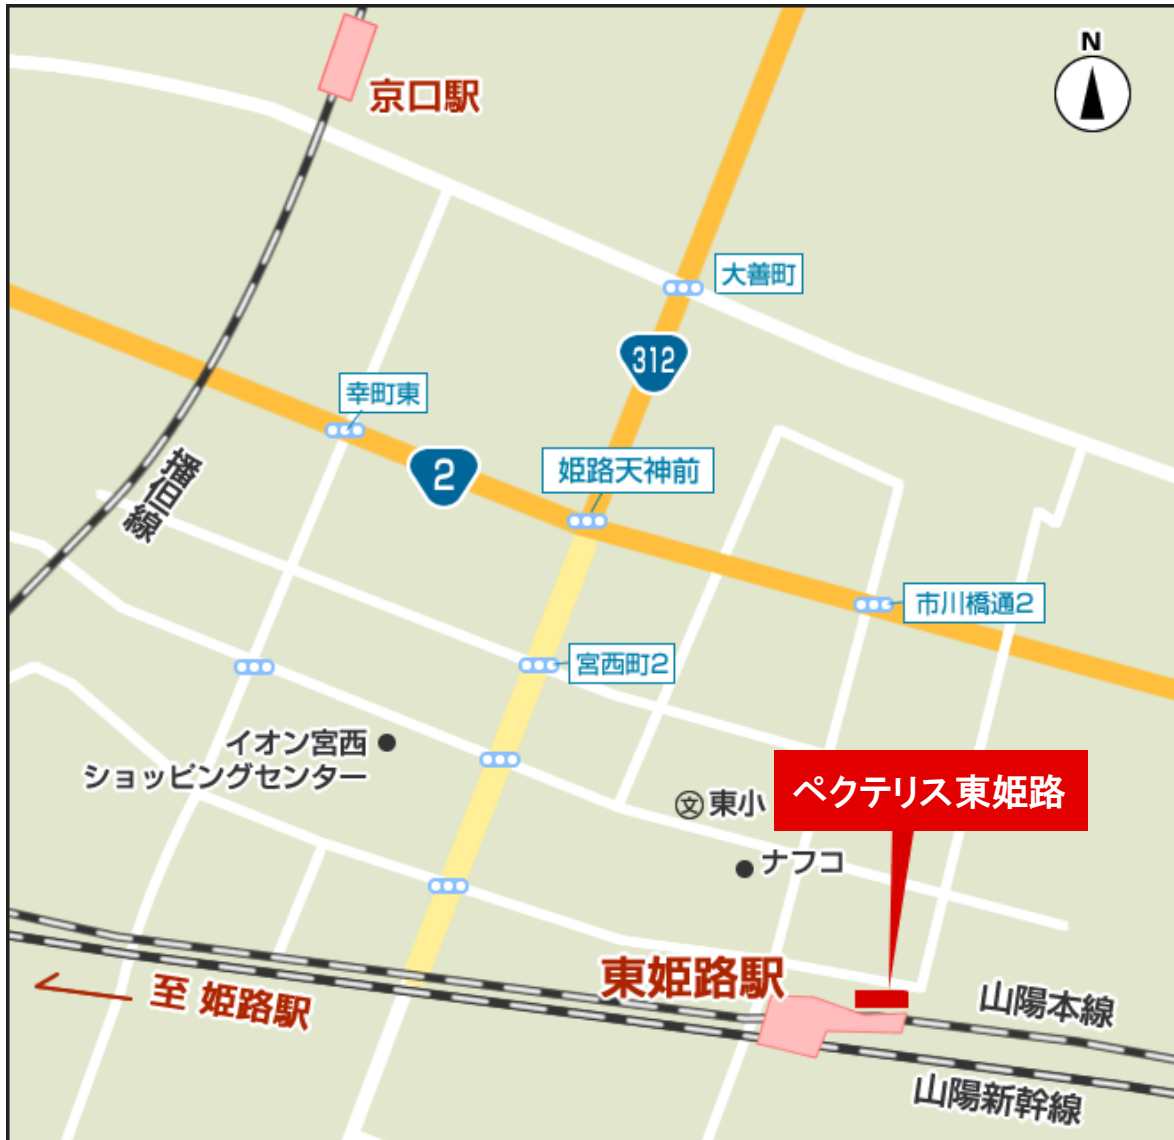 N
京口駅
大善町
312
幸町東
2
姫路天神前
播但線
市川橋通2
宮西町2
イオン宮西
ショッピングセンター
ペクテリス東姫路
文東小
ナフコ
東姫路駅
至 姫路駅
山陽本線
山陽新幹線